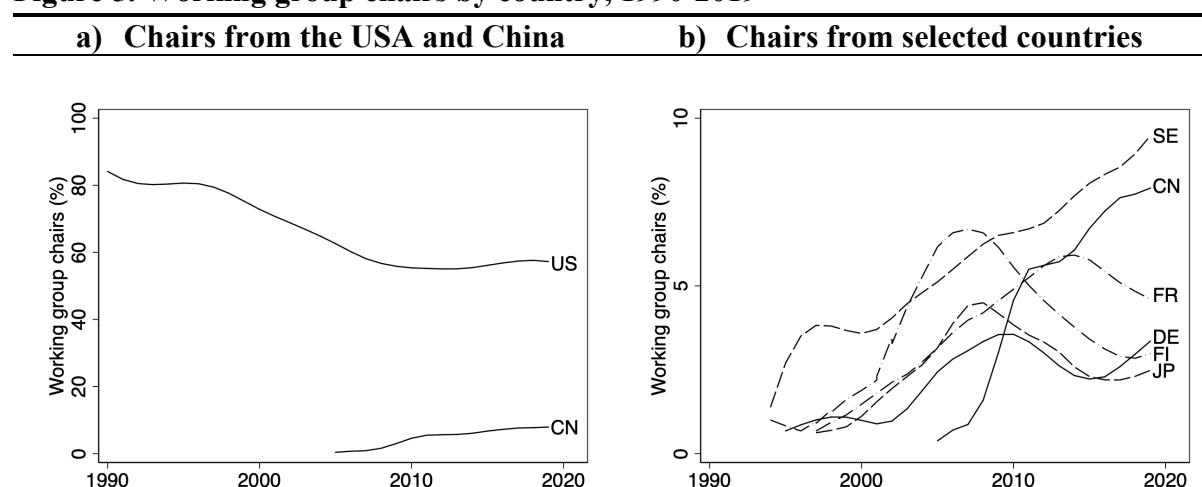 Figure 3. Working group chairs by country, 1990-2019
a) Chairs from the USA and China
b) Chairs from selected countries
Working group chairs (%)
100
80
60
40
20
0
US
CN
1990
2000
2010
2020
Working group chairs (%)
10
5
0
SE
CN
FR
DE
FI
JP
1990
2000
2010
2020